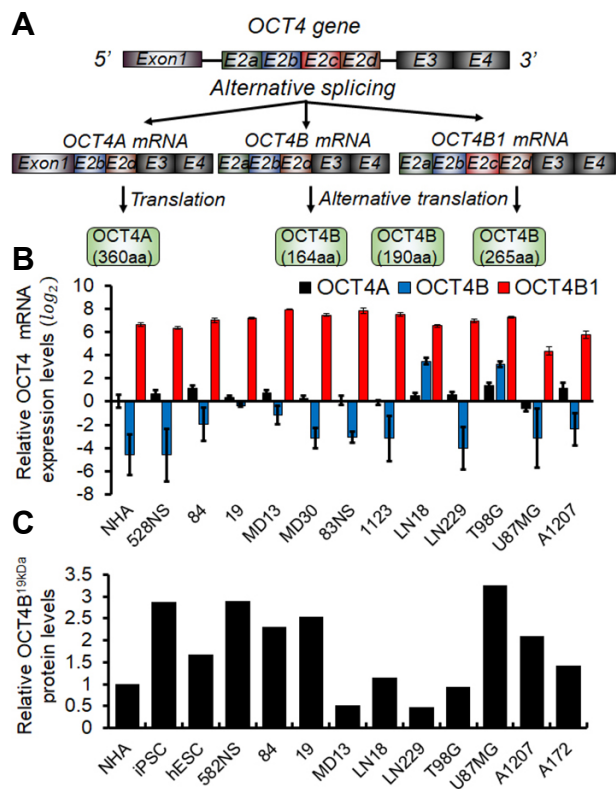 A
OCT4 gene
5’ Exon1 E2a E2b E2c E2d E3 E4 3’
Alternative splicing
OCT4A mRNA OCT4B mRNA OCT4B1 mRNA
Exon1 E2b E2d E3 E4 E2a E2b E2d E3 E4 E2a E2b E2c E2d E3 E4
Translation Alternative translation
OCT4A OCT4B OCT4B OCT4B
(360aa) (164aa) (190aa) (265aa)
B
OCT4A OCT4B OCT4B1
Relative OCT4 mRNA
expression levels (log2)
10
8
6
4
2
0
-2
-4
-6
-8
NHA 528NS 84 19 MD13 MD30 83NS 1123 LN18 LN229 T98G U87MG A1207
C
Relative OCT4B19kDa
protein levels
3.5
3
2.5
2
1.5
1
0.5
0
NHA iPSC hESC 582NS 84 19 MD13 LN18 LN229 T98G U87MG A1207 A172